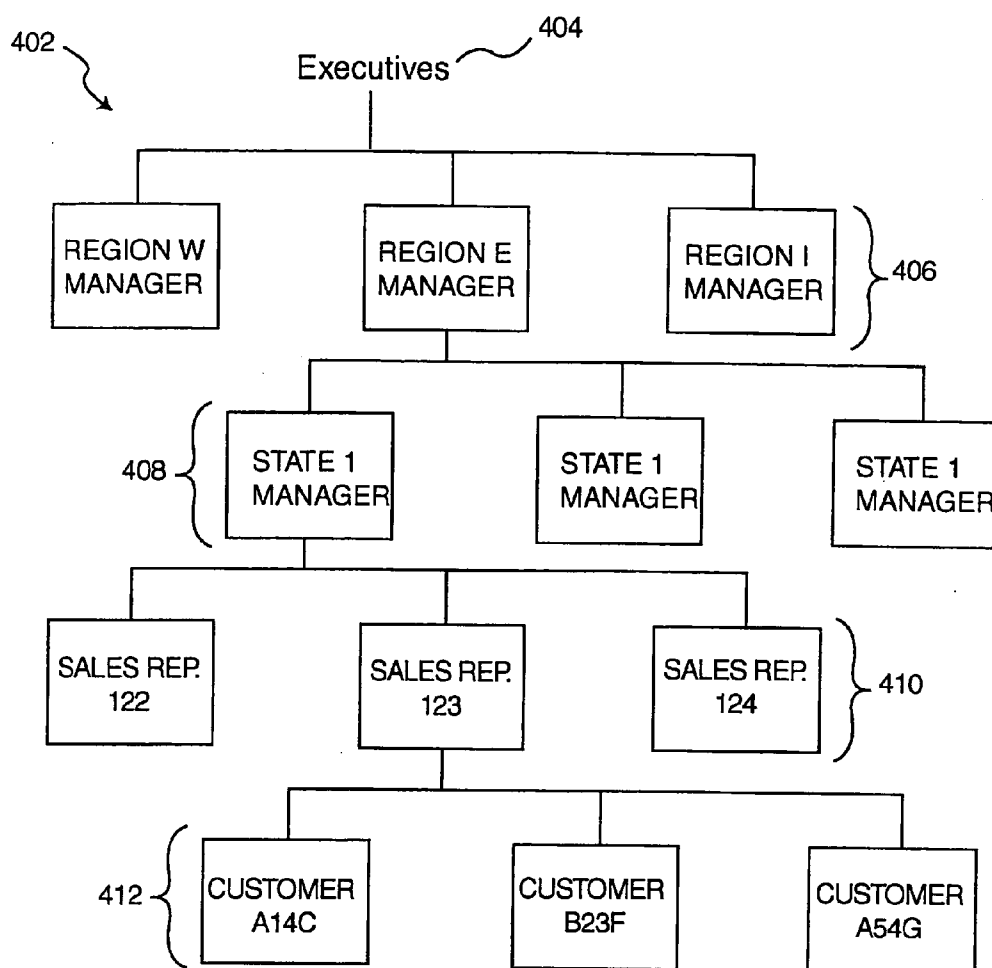 402
404
Executives
REGION W
MANAGER
REGION E
MANAGER
REGION I
MANAGER
406
408
STATE 1
MANAGER
STATE 1
MANAGER
STATE 1
MANAGER
SALES REP.
122
SALES REP.
123
SALES REP.
124
410
412
CUSTOMER
A14C
CUSTOMER
B23F
CUSTOMER
A54G